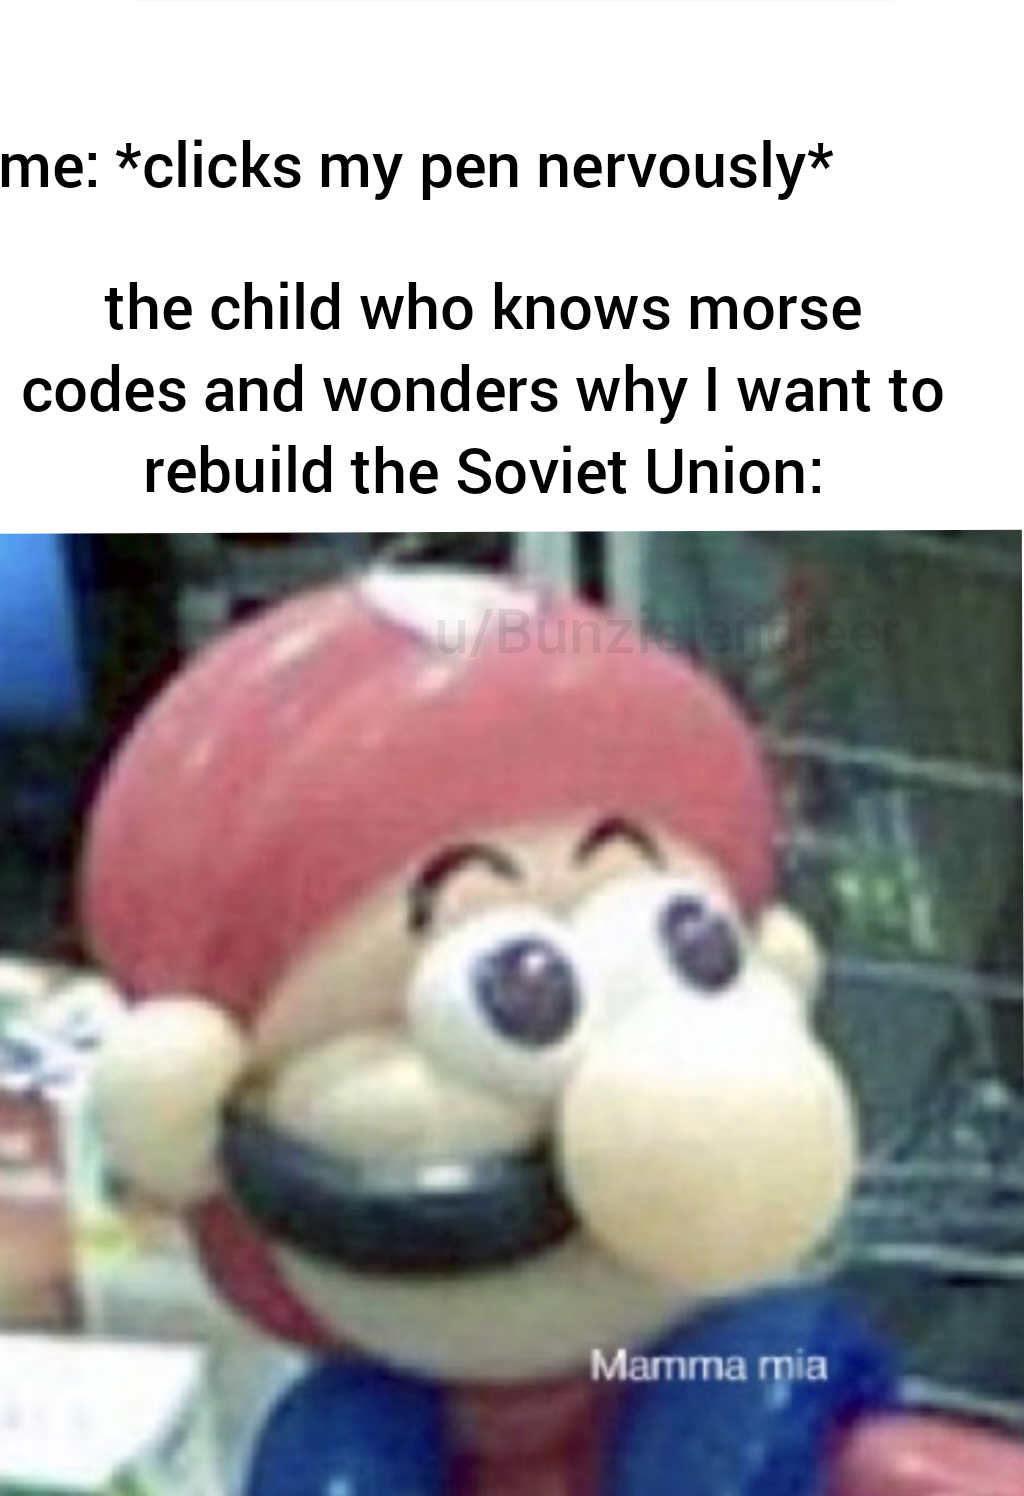 me: *clicks my pen nervously*
the child who knows morse
codes and wonders why I want to
rebuild the Soviet Union:
Mamma mia